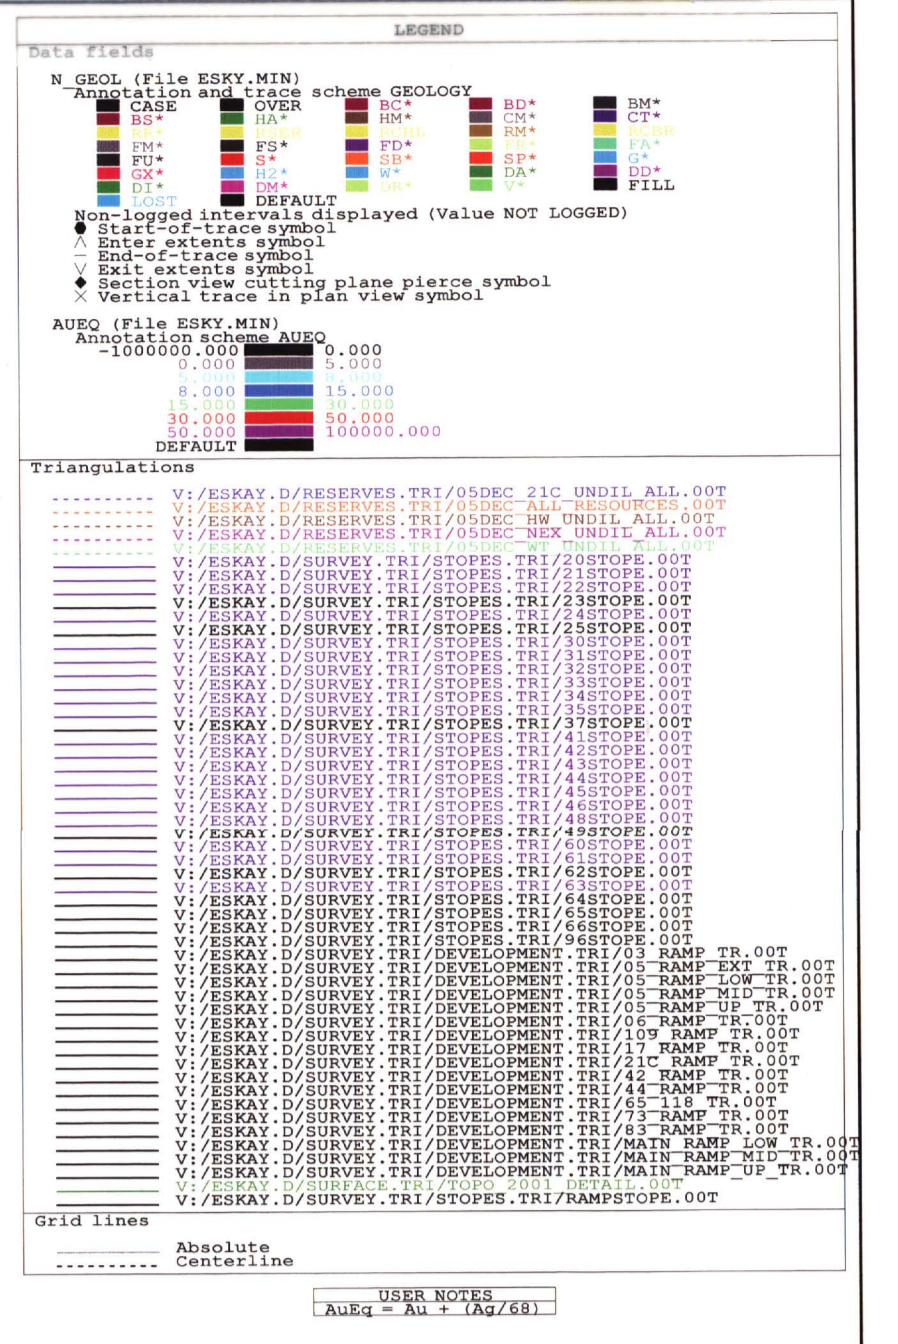 LEGEND
Data fields
N_GEOL (File ESKY.MIN)
Annotation and trace scheme GEOLOGY
CASE OVER BC* BD* BM*
BS* HA* HM* CM* CT*
RR* RSER RCHL RM* RCBR
FM* FS* FD* FR* FA*
FU* S* SB* SP* G*
GX* H2* W* DA* DD*
DI* DM* DR* V* FILL
LOST DEFAULT
Non-logged intervals displayed (Value NOT LOGGED)
Start-of-trace symbol
Enter extents symbol
End-of-trace symbol
Exit extents symbol
Section view cutting plane pierce symbol
Vertical trace in plan view symbol
AUEQ (File ESKY.MIN)
Annotation scheme AUEQ
-1000000.000 0.000
0.000 5.000
5.000 8.000
8.000 15.000
15.000 30.000
30.000 50.000
50.000 100000.000
DEFAULT
Triangulations
V:/ESKAY.D/RESERVES.TRI/05DEC_21C_UNDIL_ALL.00T
V:/ESKAY.D/RESERVES.TRI/05DEC_ALL_RESOURCES.00T
V:/ESKAY.D/RESERVES.TRI/05DEC_HW_UNDIL_ALL.00T
V:/ESKAY.D/RESERVES.TRI/05DEC_NEX_UNDIL_ALL.00T
V:/ESKAY.D/RESERVES.TRI/05DEC_WT_UNDIL_ALL.00T
V:/ESKAY.D/SURVEY.TRI/STOPES.TRI/20STOPE.00T
V:/ESKAY.D/SURVEY.TRI/STOPES.TRI/21STOPE.00T
V:/ESKAY.D/SURVEY.TRI/STOPES.TRI/22STOPE.00T
V:/ESKAY.D/SURVEY.TRI/STOPES.TRI/23STOPE.00T
V:/ESKAY.D/SURVEY.TRI/STOPES.TRI/24STOPE.00T
V:/ESKAY.D/SURVEY.TRI/STOPES.TRI/25STOPE.00T
V:/ESKAY.D/SURVEY.TRI/STOPES.TRI/30STOPE.00T
V:/ESKAY.D/SURVEY.TRI/STOPES.TRI/31STOPE.00T
V:/ESKAY.D/SURVEY.TRI/STOPES.TRI/32STOPE.00T
V:/ESKAY.D/SURVEY.TRI/STOPES.TRI/33STOPE.00T
V:/ESKAY.D/SURVEY.TRI/STOPES.TRI/34STOPE.00T
V:/ESKAY.D/SURVEY.TRI/STOPES.TRI/35STOPE.00T
V:/ESKAY.D/SURVEY.TRI/STOPES.TRI/37STOPE.00T
V:/ESKAY.D/SURVEY.TRI/STOPES.TRI/41STOPE.00T
V:/ESKAY.D/SURVEY.TRI/STOPES.TRI/42STOPE.00T
V:/ESKAY.D/SURVEY.TRI/STOPES.TRI/43STOPE.00T
V:/ESKAY.D/SURVEY.TRI/STOPES.TRI/44STOPE.00T
V:/ESKAY.D/SURVEY.TRI/STOPES.TRI/45STOPE.00T
V:/ESKAY.D/SURVEY.TRI/STOPES.TRI/46STOPE.00T
V:/ESKAY.D/SURVEY.TRI/STOPES.TRI/48STOPE.00T
V:/ESKAY.D/SURVEY.TRI/STOPES.TRI/49STOPE.00T
V:/ESKAY.D/SURVEY.TRI/STOPES.TRI/60STOPE.00T
V:/ESKAY.D/SURVEY.TRI/STOPES.TRI/61STOPE.00T
V:/ESKAY.D/SURVEY.TRI/STOPES.TRI/62STOPE.00T
V:/ESKAY.D/SURVEY.TRI/STOPES.TRI/63STOPE.00T
V:/ESKAY.D/SURVEY.TRI/STOPES.TRI/64STOPE.00T
V:/ESKAY.D/SURVEY.TRI/STOPES.TRI/65STOPE.00T
V:/ESKAY.D/SURVEY.TRI/STOPES.TRI/66STOPE.00T
V:/ESKAY.D/SURVEY.TRI/STOPES.TRI/96STOPE.00T
V:/ESKAY.D/SURVEY.TRI/DEVELOPMENT.TRI/03_RAMP_TR.00T
V:/ESKAY.D/SURVEY.TRI/DEVELOPMENT.TRI/05_RAMP_EXT_TR.00T
V:/ESKAY.D/SURVEY.TRI/DEVELOPMENT.TRI/05_RAMP_LOW_TR.00T
V:/ESKAY.D/SURVEY.TRI/DEVELOPMENT.TRI/05_RAMP_MID_TR.00T
V:/ESKAY.D/SURVEY.TRI/DEVELOPMENT.TRI/05_RAMP_UP_TR.00T
V:/ESKAY.D/SURVEY.TRI/DEVELOPMENT.TRI/06_RAMP_TR.00T
V:/ESKAY.D/SURVEY.TRI/DEVELOPMENT.TRI/109_RAMP_TR.00T
V:/ESKAY.D/SURVEY.TRI/DEVELOPMENT.TRI/17_RAMP_TR.00T
V:/ESKAY.D/SURVEY.TRI/DEVELOPMENT.TRI/21C_RAMP_TR.00T
V:/ESKAY.D/SURVEY.TRI/DEVELOPMENT.TRI/42_RAMP_TR.00T
V:/ESKAY.D/SURVEY.TRI/DEVELOPMENT.TRI/44_RAMP_TR.00T
V:/ESKAY.D/SURVEY.TRI/DEVELOPMENT.TRI/65_118_TR.00T
V:/ESKAY.D/SURVEY.TRI/DEVELOPMENT.TRI/73_RAMP_TR.00T
V:/ESKAY.D/SURVEY.TRI/DEVELOPMENT.TRI/83_RAMP_TR.00T
V:/ESKAY.D/SURVEY.TRI/DEVELOPMENT.TRI/MAIN_RAMP_LOW_TR.00T
V:/ESKAY.D/SURVEY.TRI/DEVELOPMENT.TRI/MAIN_RAMP_MID_TR.00T
V:/ESKAY.D/SURVEY.TRI/DEVELOPMENT.TRI/MAIN_RAMP_UP_TR.00T
V:/ESKAY.D/SURFACE.TRI/TOPO_2001_DETAIL.00T
V:/ESKAY.D/SURVEY.TRI/STOPES.TRI/RAMPSTOPE.00T
Grid lines
Absolute
Centerline
USER NOTES
AuEq = Au + (Ag/68)